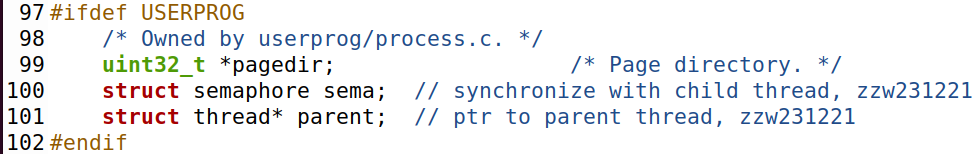 97 #ifdef USERPROG
98     /* Owned by userprog/process.c. */
99     uint32_t *pagedir;                  /* Page directory. */
100     struct semaphore sema;  // synchronize with child thread, zzw231221
101     struct thread* parent;  // ptr to parent thread, zzw231221
102 #endif